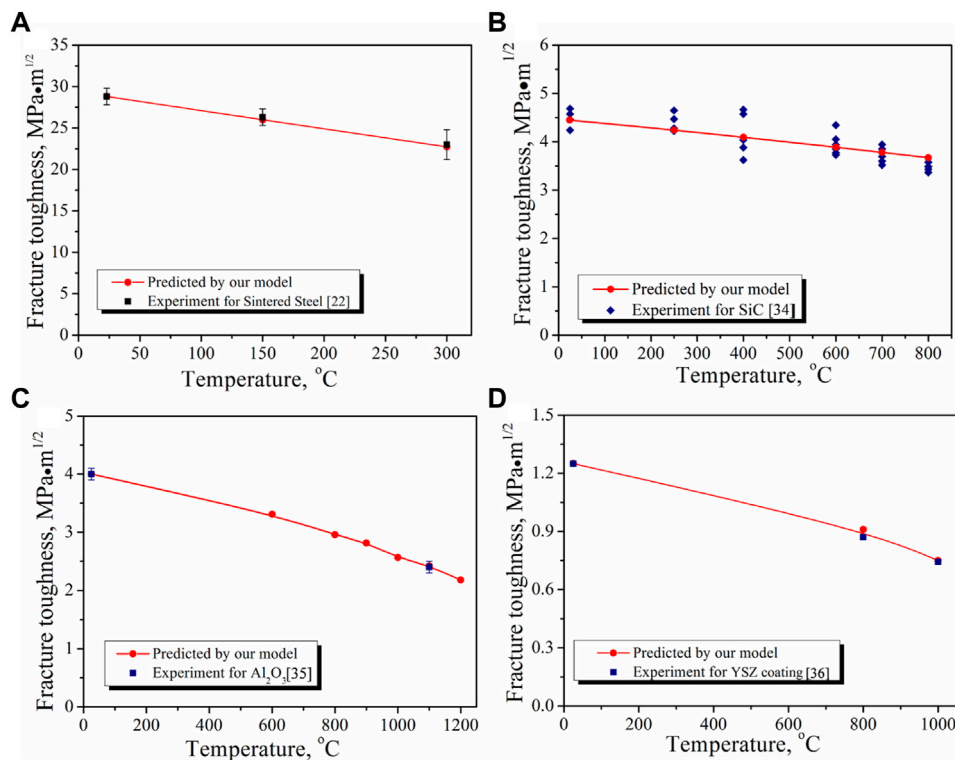 A
Fracture toughness, MPa•m1/2
35
30
25
20
15
10
5
0
Predicted by our model
Experiment for Sintered Steel [22]
0 50 100 150 200 250 300
Temperature, oC
B
Fracture toughness, MPa•m1/2
6
5
4
3
2
1
0
Predicted by our model
Experiment for SiC [34]
0 100 200 300 400 500 600 700 800
Temperature, oC
C
Fracture toughness, MPa•m1/2
5
4
3
2
1
0
Predicted by our model
Experiment for Al2O3[35]
0 200 400 600 800 1000 1200
Temperature, oC
D
Fracture toughness, MPa•m1/2
1.5
1.2
0.9
0.6
0.3
0.0
Predicted by our model
Experiment for YSZ coating [36]
0 200 400 600 800 1000
Temperature, oC